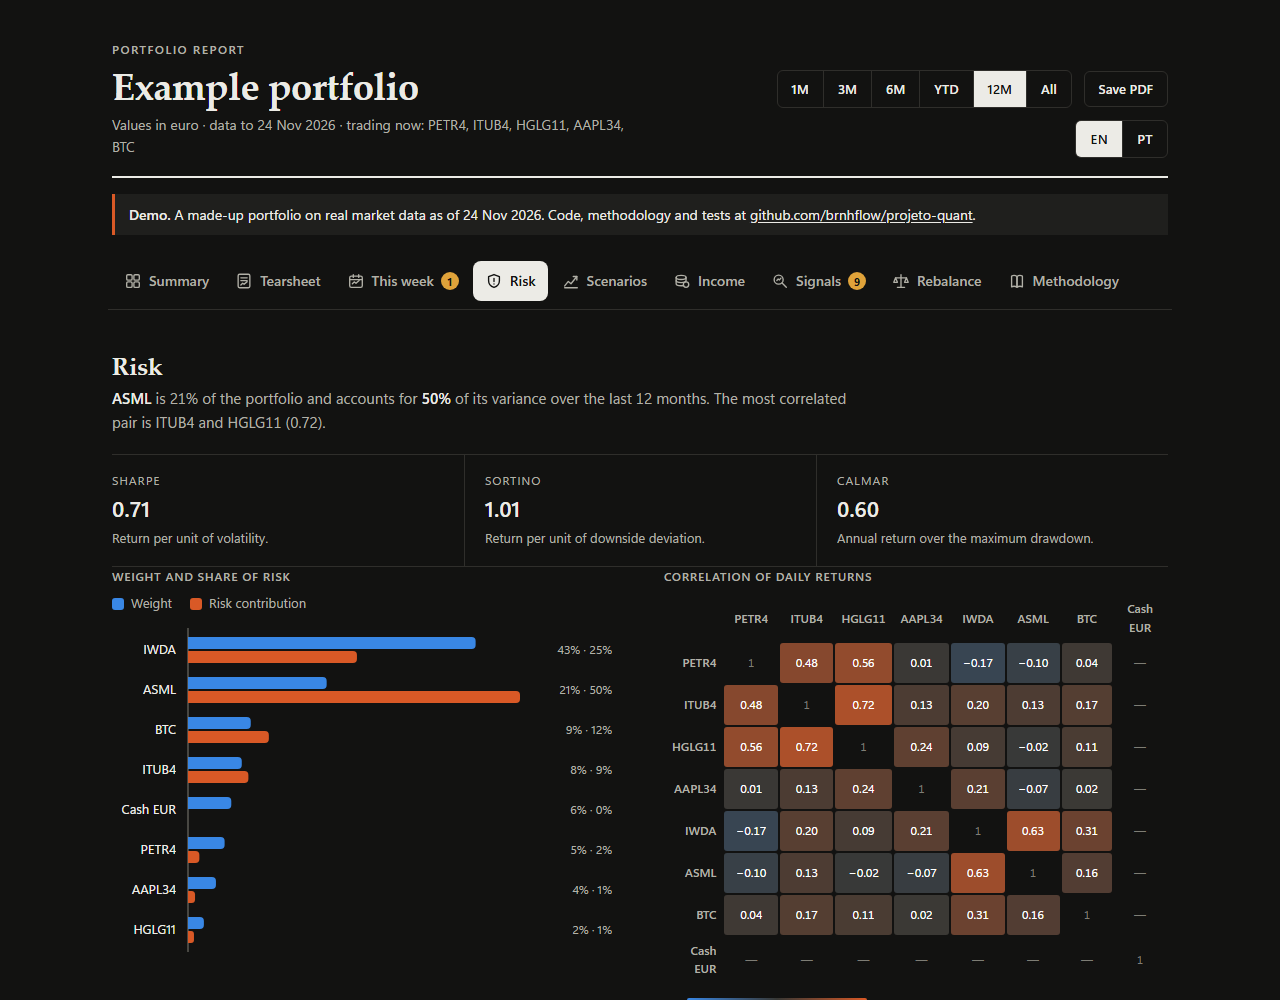 PORTFOLIO REPORT
Example portfolio
Values in euro · data to 24 Nov 2026 · trading now: PETR4, ITUB4, HGLG11, AAPL34,
BTC
1M 3M 6M YTD 12M All Save PDF
EN PT
Demo. A made-up portfolio on real market data as of 24 Nov 2026. Code, methodology and tests at github.com/brnhflow/projeto-quant.
Summary Tearsheet This week 1 Risk Scenarios Income Signals 9 Rebalance Methodology
Risk
ASML is 21% of the portfolio and accounts for 50% of its variance over the last 12 months. The most correlated
pair is ITUB4 and HGLG11 (0.72).
SHARPE
0.71
Return per unit of volatility.
SORTINO
1.01
Return per unit of downside deviation.
CALMAR
0.60
Annual return over the maximum drawdown.
WEIGHT AND SHARE OF RISK
Weight Risk contribution
IWDA 43% · 25%
ASML 21% · 50%
BTC 9% · 12%
ITUB4 8% · 9%
Cash EUR 6% · 0%
PETR4 5% · 2%
AAPL34 4% · 1%
HGLG11 2% · 1%
CORRELATION OF DAILY RETURNS
PETR4 ITUB4 HGLG11 AAPL34 IWDA ASML BTC Cash
EUR
PETR4 1 0.48 0.56 0.01 −0.17 −0.10 0.04 —
ITUB4 0.48 1 0.72 0.13 0.20 0.13 0.17 —
HGLG11 0.56 0.72 1 0.24 0.09 −0.02 0.11 —
AAPL34 0.01 0.13 0.24 1 0.21 −0.07 0.02 —
IWDA −0.17 0.20 0.09 0.21 1 0.63 0.31 —
ASML −0.10 0.13 −0.02 −0.07 0.63 1 0.16 —
BTC 0.04 0.17 0.11 0.02 0.31 0.16 1 —
Cash
EUR — — — — — — — 1